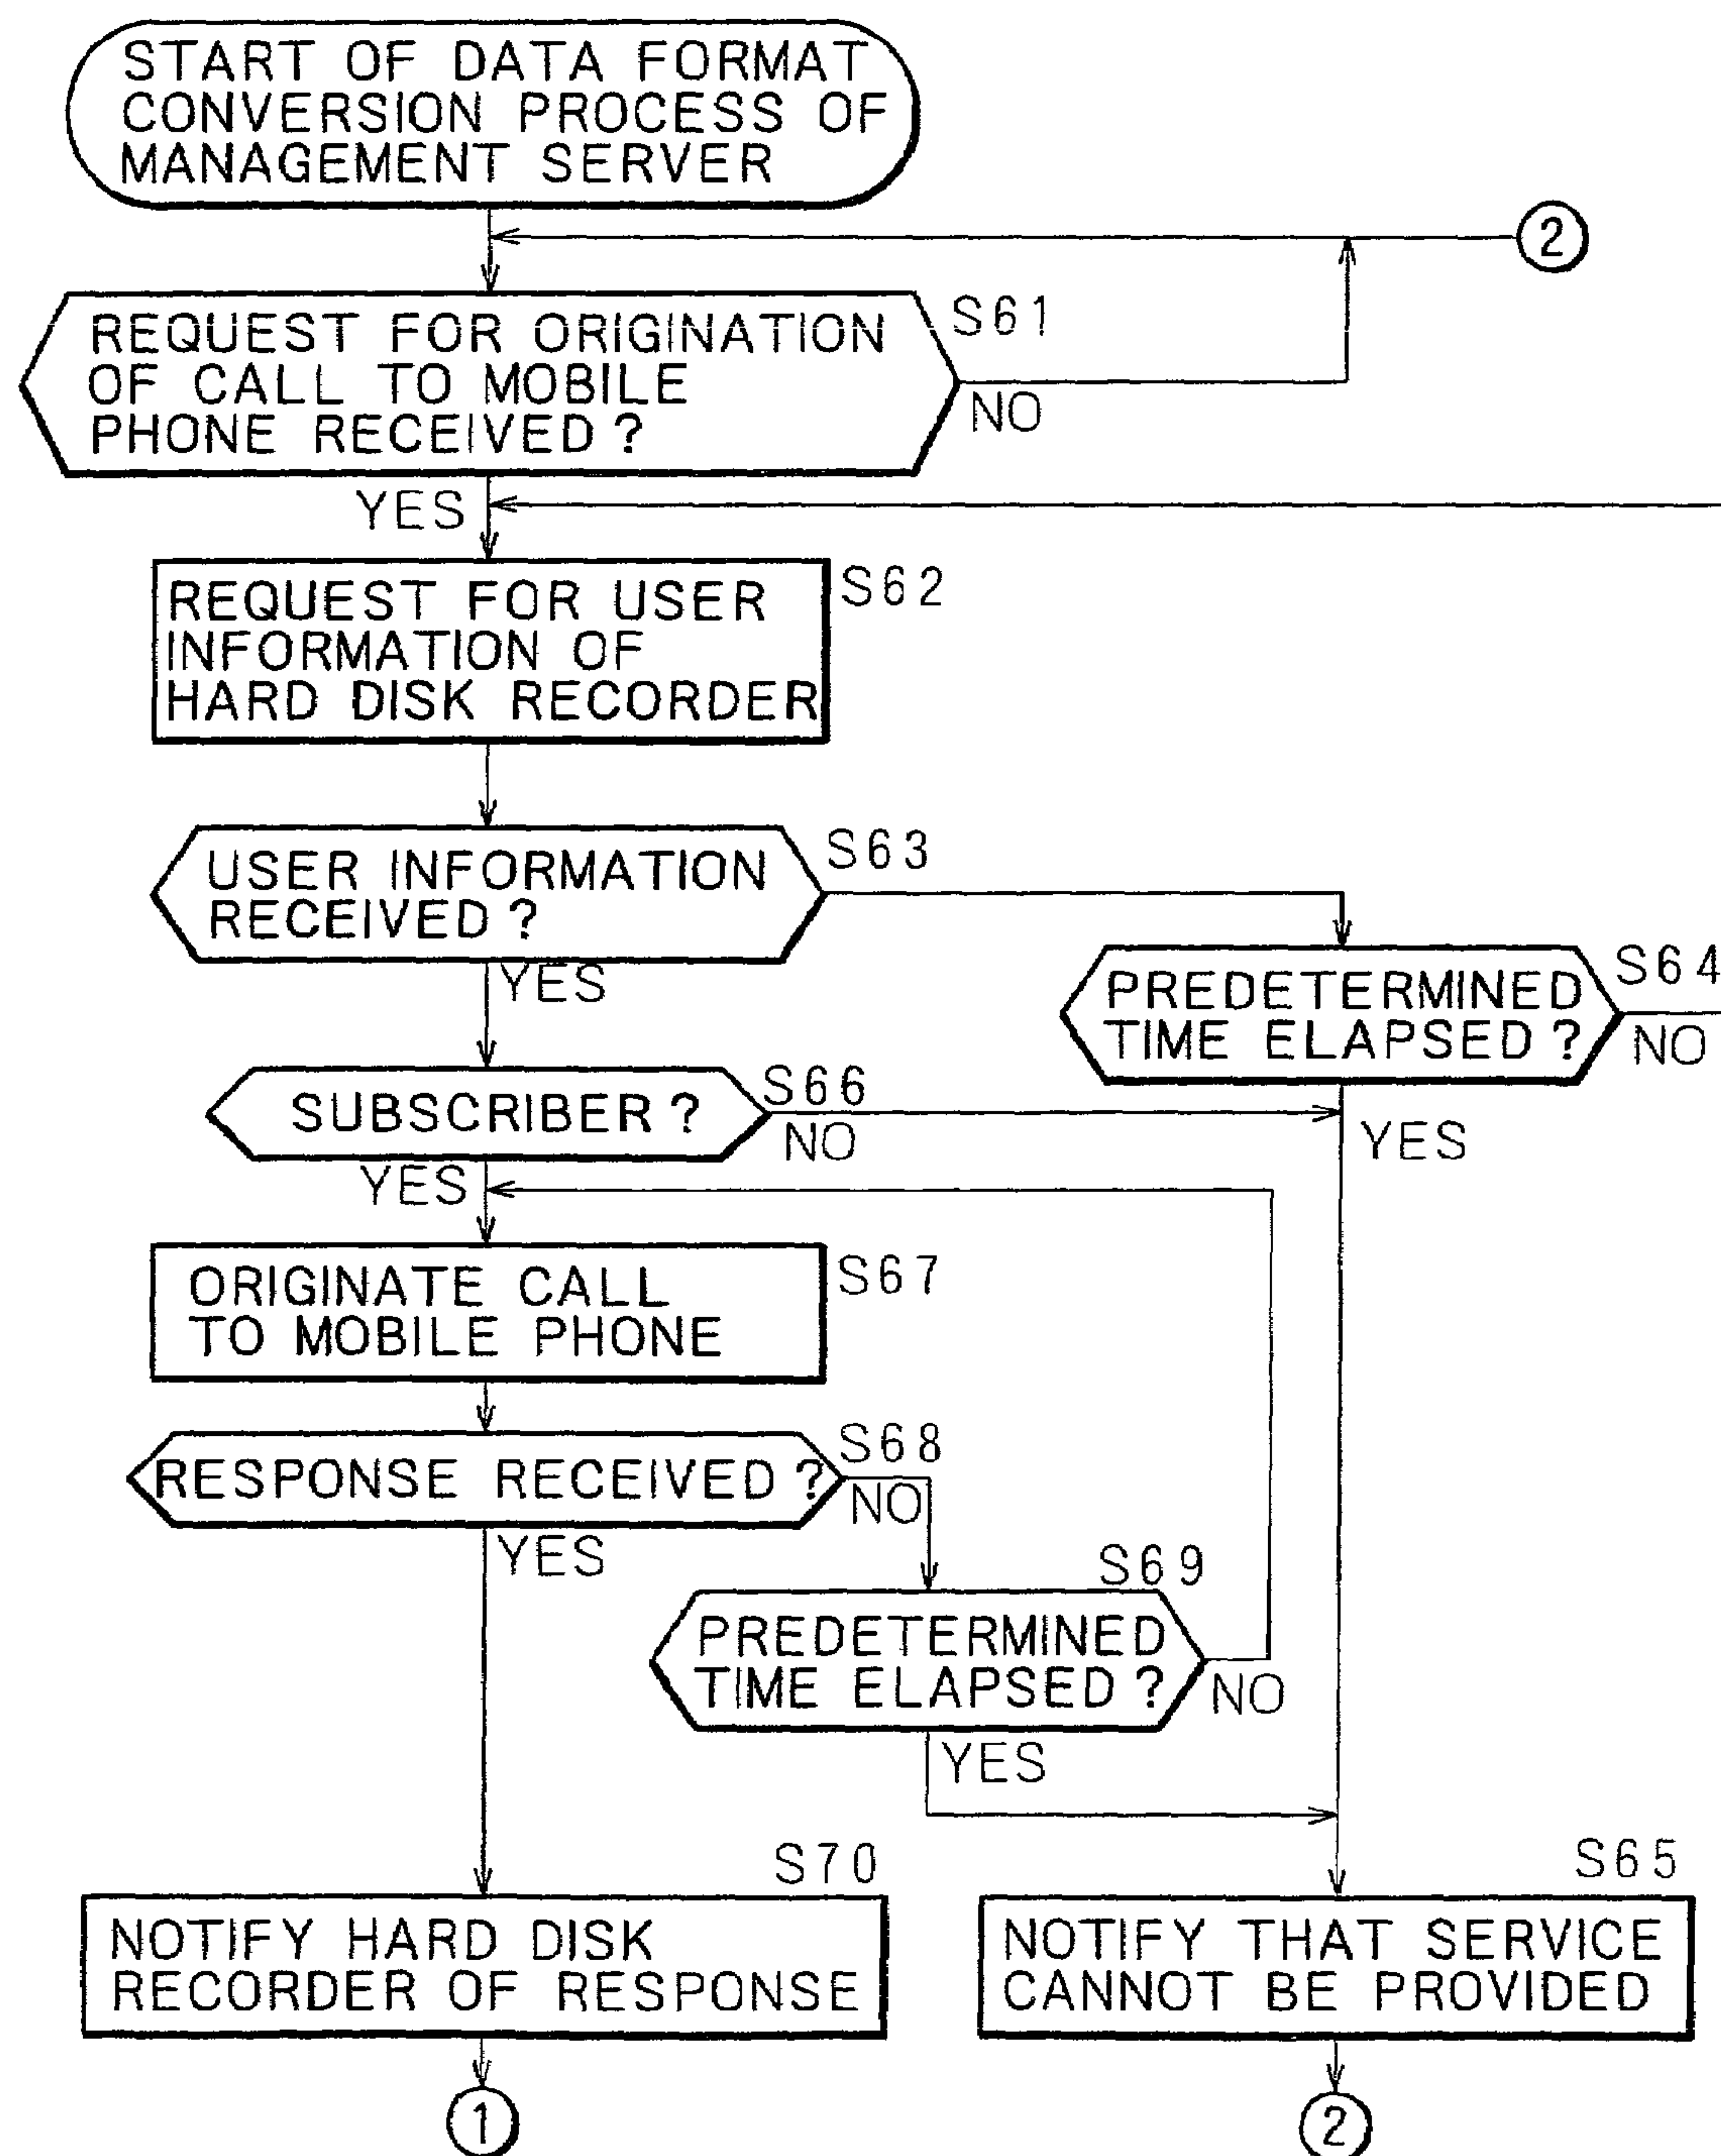 START OF DATA FORMAT
CONVERSION PROCESS OF
MANAGEMENT SERVER
2
REQUEST FOR ORIGINATION
OF CALL TO MOBILE
PHONE RECEIVED ?
S61
NO
YES
REQUEST FOR USER
INFORMATION OF
HARD DISK RECORDER
S62
USER INFORMATION
RECEIVED ?
S63
YES
PREDETERMINED
TIME ELAPSED ?
S64
NO
YES
SUBSCRIBER ?
S66
NO
YES
ORIGINATE CALL
TO MOBILE PHONE
S67
RESPONSE RECEIVED ?
S68
NO
YES
S69
PREDETERMINED
TIME ELAPSED ?
NO
YES
S70
NOTIFY HARD DISK
RECORDER OF RESPONSE
1
S65
NOTIFY THAT SERVICE
CANNOT BE PROVIDED
2